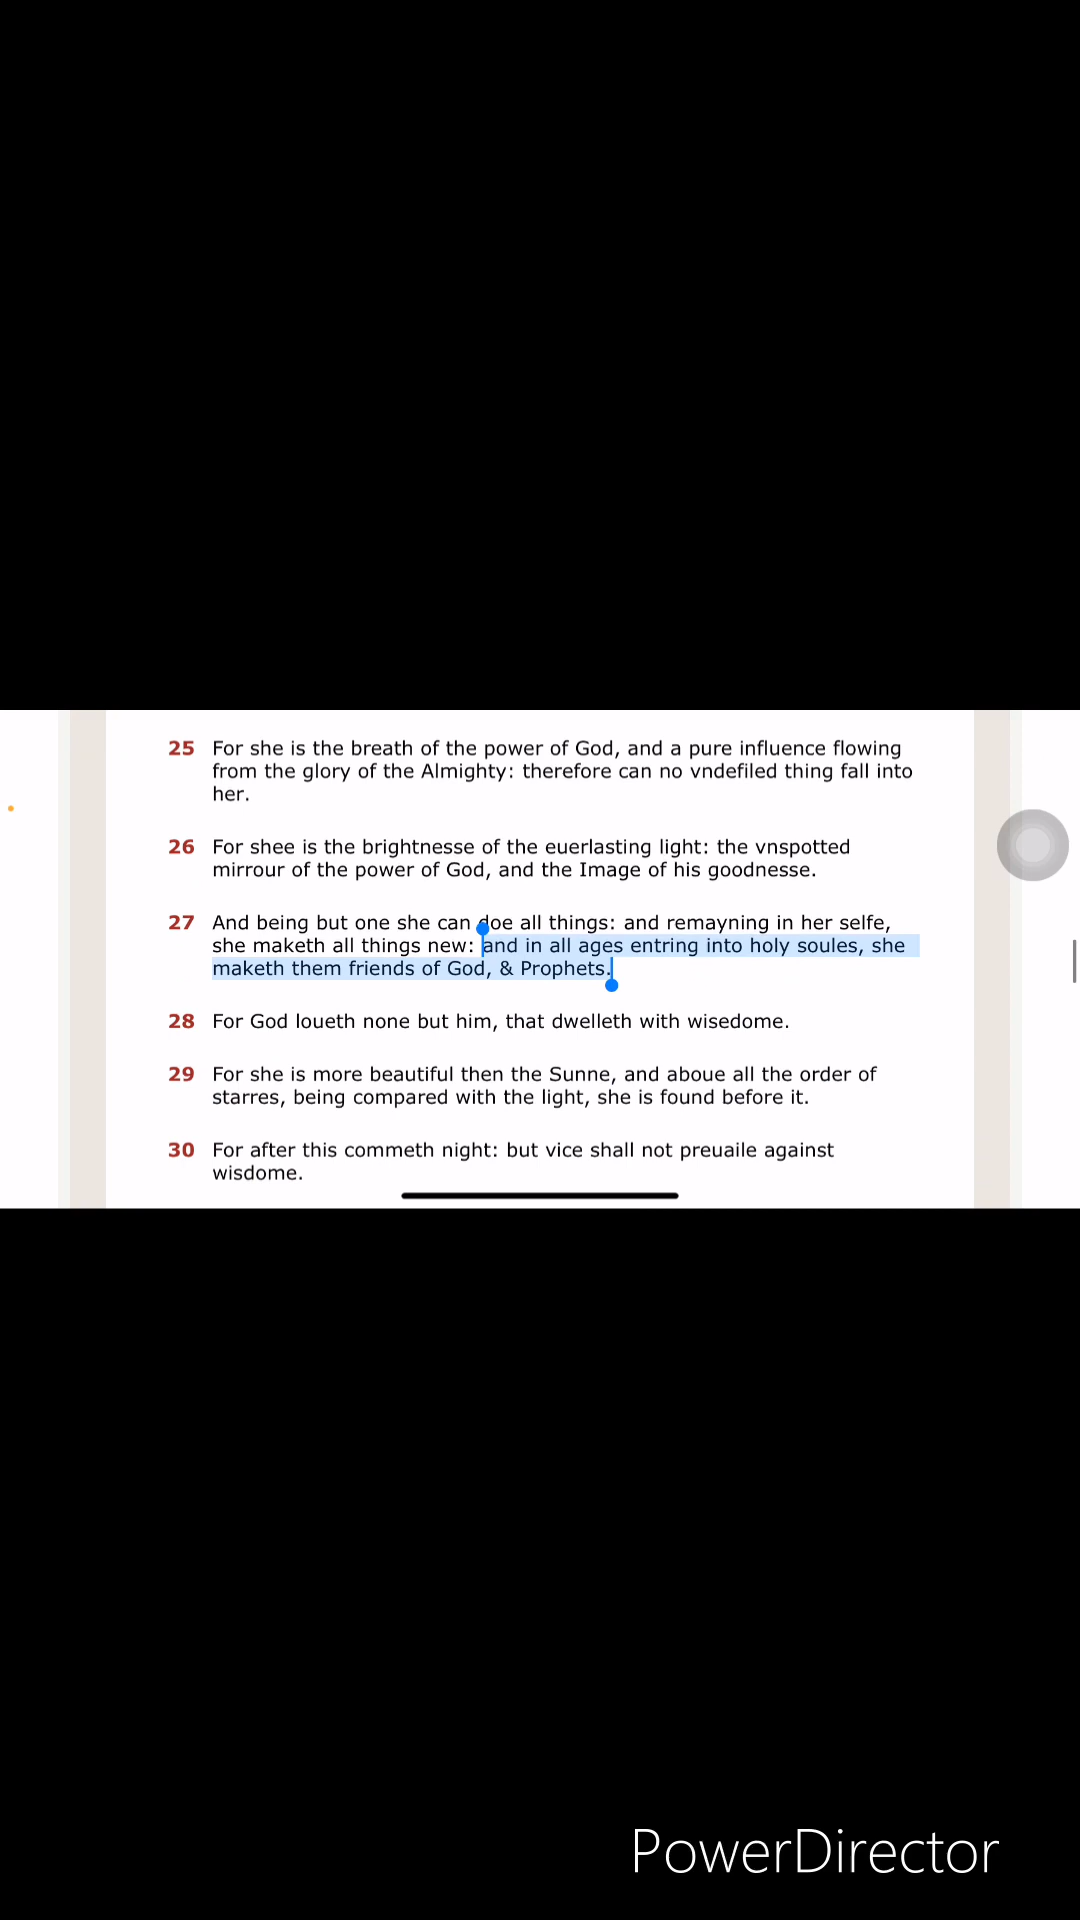 25 For she is the breath of the power of God, and a pure influence flowing
from the glory of the Almighty: therefore can no vndefiled thing fall into
her.
26 For shee is the brightnesse of the euerlasting light: the vnspotted
mirrour of the power of God, and the Image of his goodnesse.
27 And being but one she can doe all things: and remayning in her selfe,
she maketh all things new: and in all ages entring into holy soules, she
maketh them friends of God, & Prophets.
28 For God loueth none but him, that dwelleth with wisedome.
29 For she is more beautiful then the Sunne, and aboue all the order of
starres, being compared with the light, she is found before it.
30 For after this commeth night: but vice shall not preuaile against
wisdome.
PowerDirector